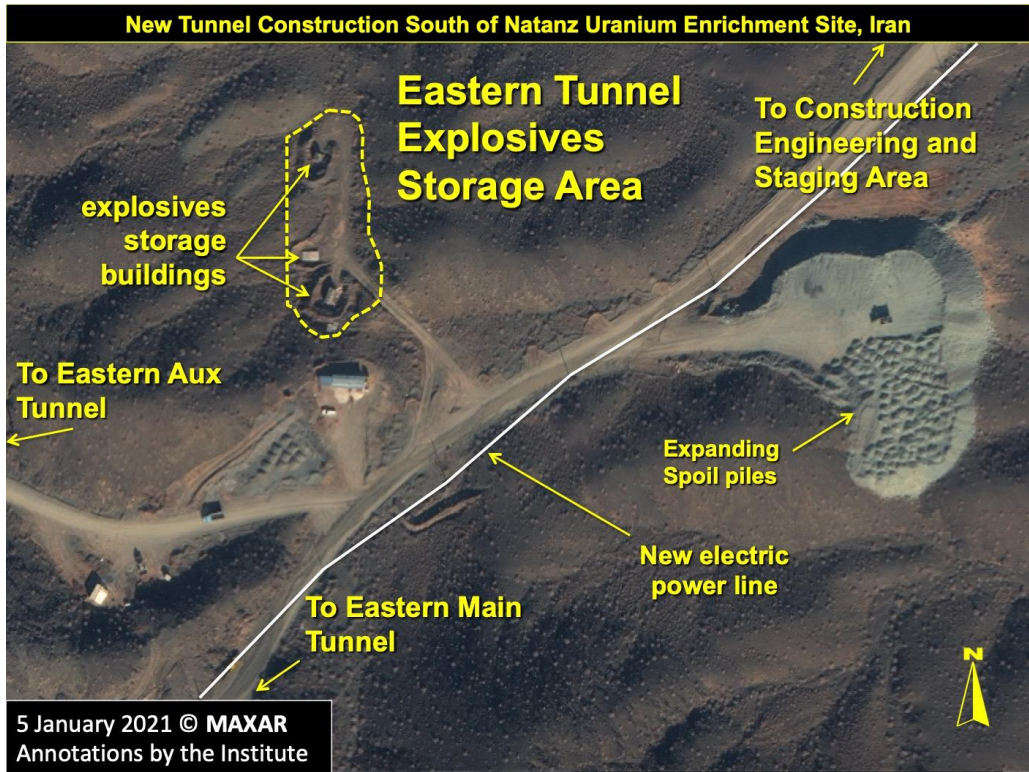 New Tunnel Construction South of Natanz Uranium Enrichment Site, Iran
Eastern Tunnel
Explosives
Storage Area
To Construction
Engineering and
Staging Area
explosives
storage
buildings
To Eastern Aux
Tunnel
Expanding
Spoil piles
New electric
power line
To Eastern Main
Tunnel
N
5 January 2021 © MAXAR
Annotations by the Institute